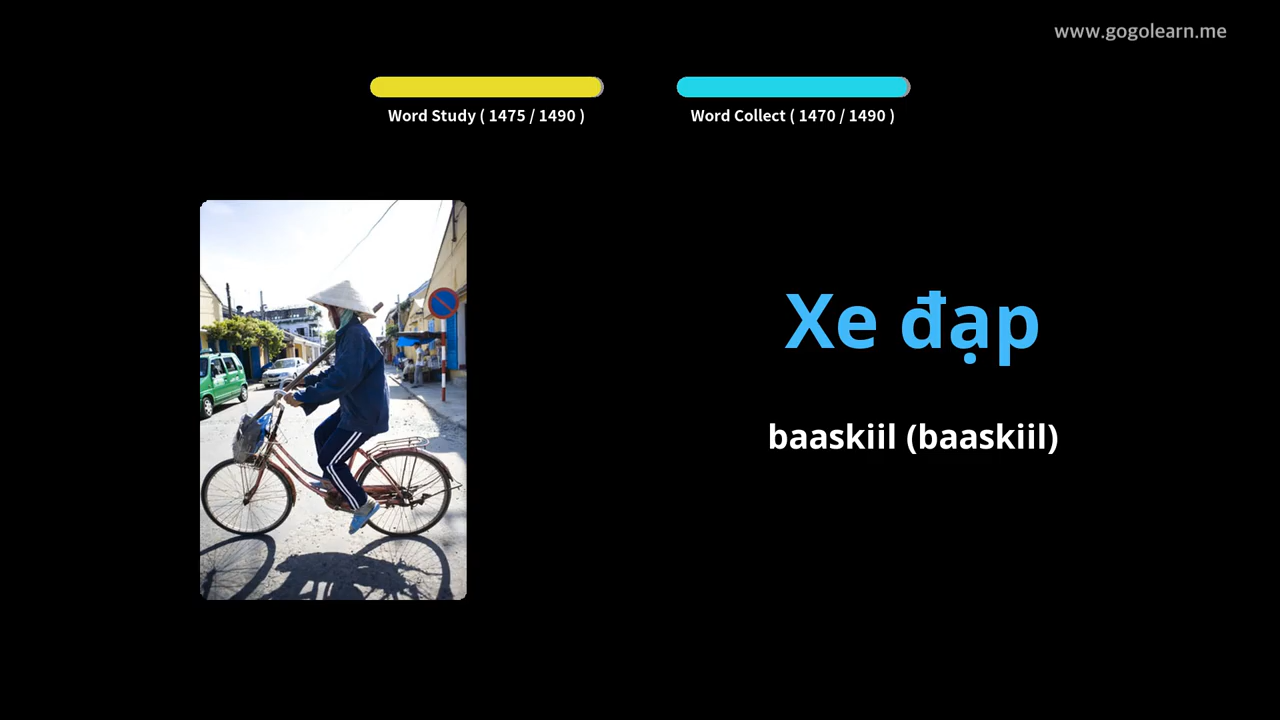 www.gogolearn.me
Word Study ( 1475 / 1490 )
Word Collect ( 1470 / 1490 )
Xe đạp
baaskiil (baaskiil)